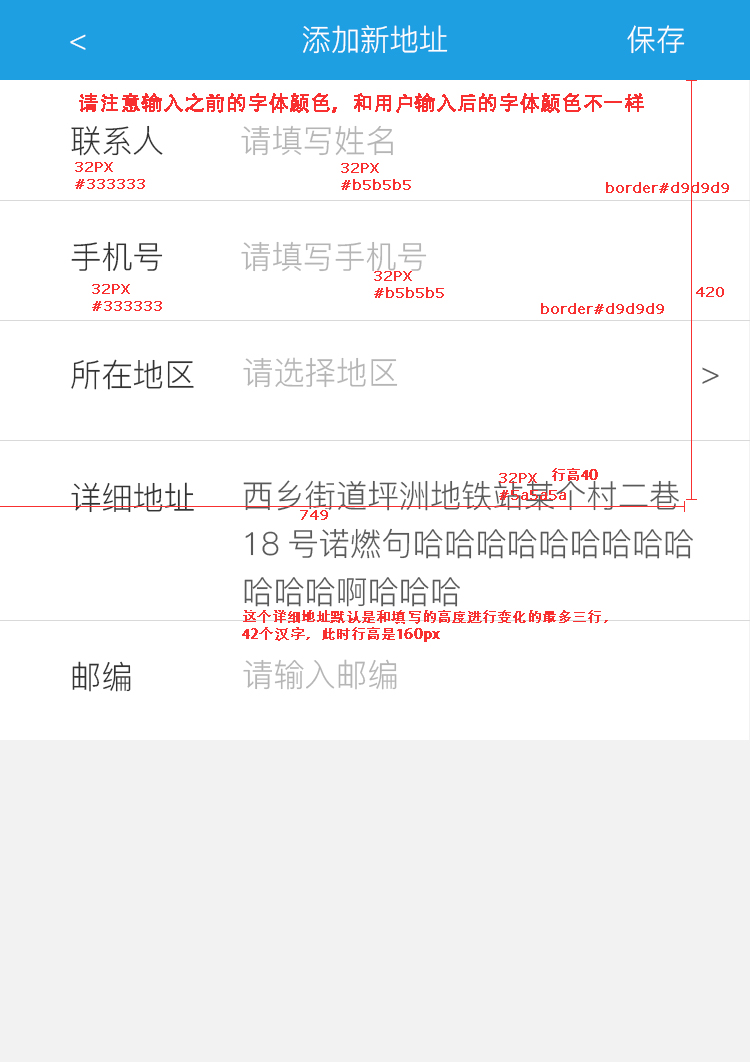 < 添加新地址 保存
请注意输入之前的字体颜色，和用户输入后的字体颜色不一样
联系人 请填写姓名
32PX 32PX
#333333 #b5b5b5 border#d9d9d9
手机号 请填写手机号
32PX 32PX
#333333 #b5b5b5 420
border#d9d9d9
所在地区 请选择地区 >
32PX 行高40
#5a5a5a
详细地址 西乡街道坪洲地铁站某个村二巷
749
18 号诺燃句哈哈哈哈哈哈哈哈哈
哈哈哈啊哈哈哈
这个详细地址默认是和填写的高度进行变化的最多三行，
42个汉字，此时行高是160px
邮编 请输入邮编